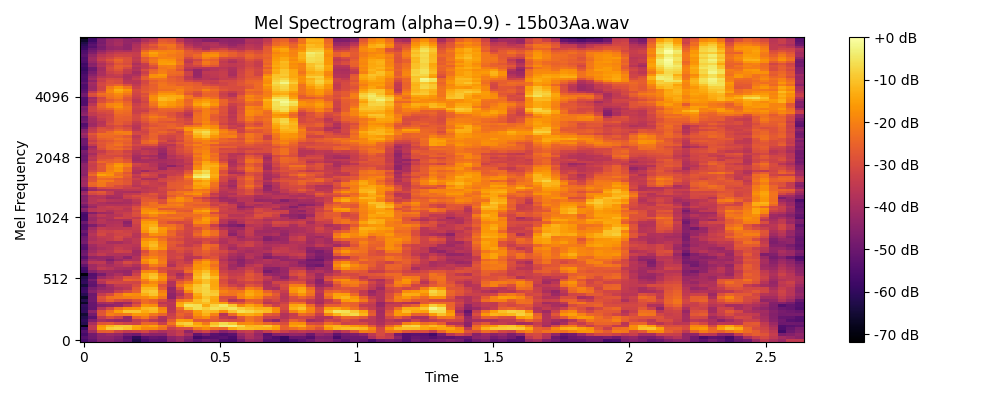 Mel Spectrogram (alpha=0.9) - 15b03Aa.wav
Mel Frequency
4096
2048
1024
512
0
0
0.5
1
1.5
2
2.5
Time
+0 dB
-10 dB
-20 dB
-30 dB
-40 dB
-50 dB
-60 dB
-70 dB